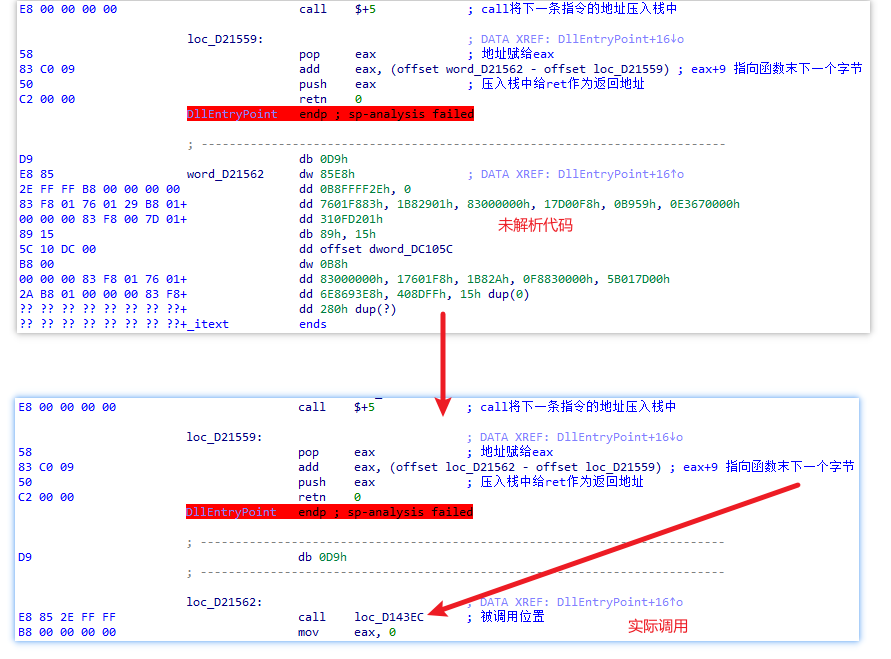 E8 00 00 00 00 call $+5 ; call将下一条指令的地址压入栈中
loc_D21559: ; DATA XREF: DllEntryPoint+16↓o
58 pop eax ; 地址赋给eax
83 C0 09 add eax, (offset word_D21562 - offset loc_D21559) ; eax+9 指向函数末下一个字节
50 push eax ; 压入栈中给ret作为返回地址
C2 00 00 retn 0
DllEntryPoint endp ; sp-analysis failed
; ---------------------------------------------------------------------------
D9 db 0D9h
E8 85 word_D21562 dw 85E8h ; DATA XREF: DllEntryPoint+16↑o
2E FF FF B8 00 00 00 00 dd 0B8FFFF2Eh, 0
83 F8 01 76 01 29 B8 01+ dd 7601F883h, 1B82901h, 83000000h, 17D00F8h, 0B959h, 0E3670000h
00 00 00 83 F8 00 7D 01+ dd 310FD201h
未解析代码
89 15 db 89h, 15h
5C 10 DC 00 dd offset dword_DC105C
B8 00 dw 0B8h
00 00 00 83 F8 01 76 01+ dd 83000000h, 17601F8h, 1B82Ah, 0F8830000h, 5B017D00h
2A B8 01 00 00 00 83 F8+ dd 6E8693E8h, 408DFFh, 15h dup(0)
?? ?? ?? ?? ?? ?? ?? ??+ dd 280h dup(?)
?? ?? ?? ?? ?? ?? ?? ??+_itext ends
E8 00 00 00 00 call $+5 ; call将下一条指令的地址压入栈中
loc_D21559: ; DATA XREF: DllEntryPoint+16↓o
58 pop eax ; 地址赋给eax
83 C0 09 add eax, (offset loc_D21562 - offset loc_D21559) ; eax+9 指向函数末下一个字节
50 push eax ; 压入栈中给ret作为返回地址
C2 00 00 retn 0
DllEntryPoint endp ; sp-analysis failed
; ---------------------------------------------------------------------------
D9 db 0D9h
; ---------------------------------------------------------------------------
loc_D21562: ; DATA XREF: DllEntryPoint+16↑o
E8 85 2E FF FF call loc_D143EC ; 被调用位置
B8 00 00 00 00 mov eax, 0
实际调用